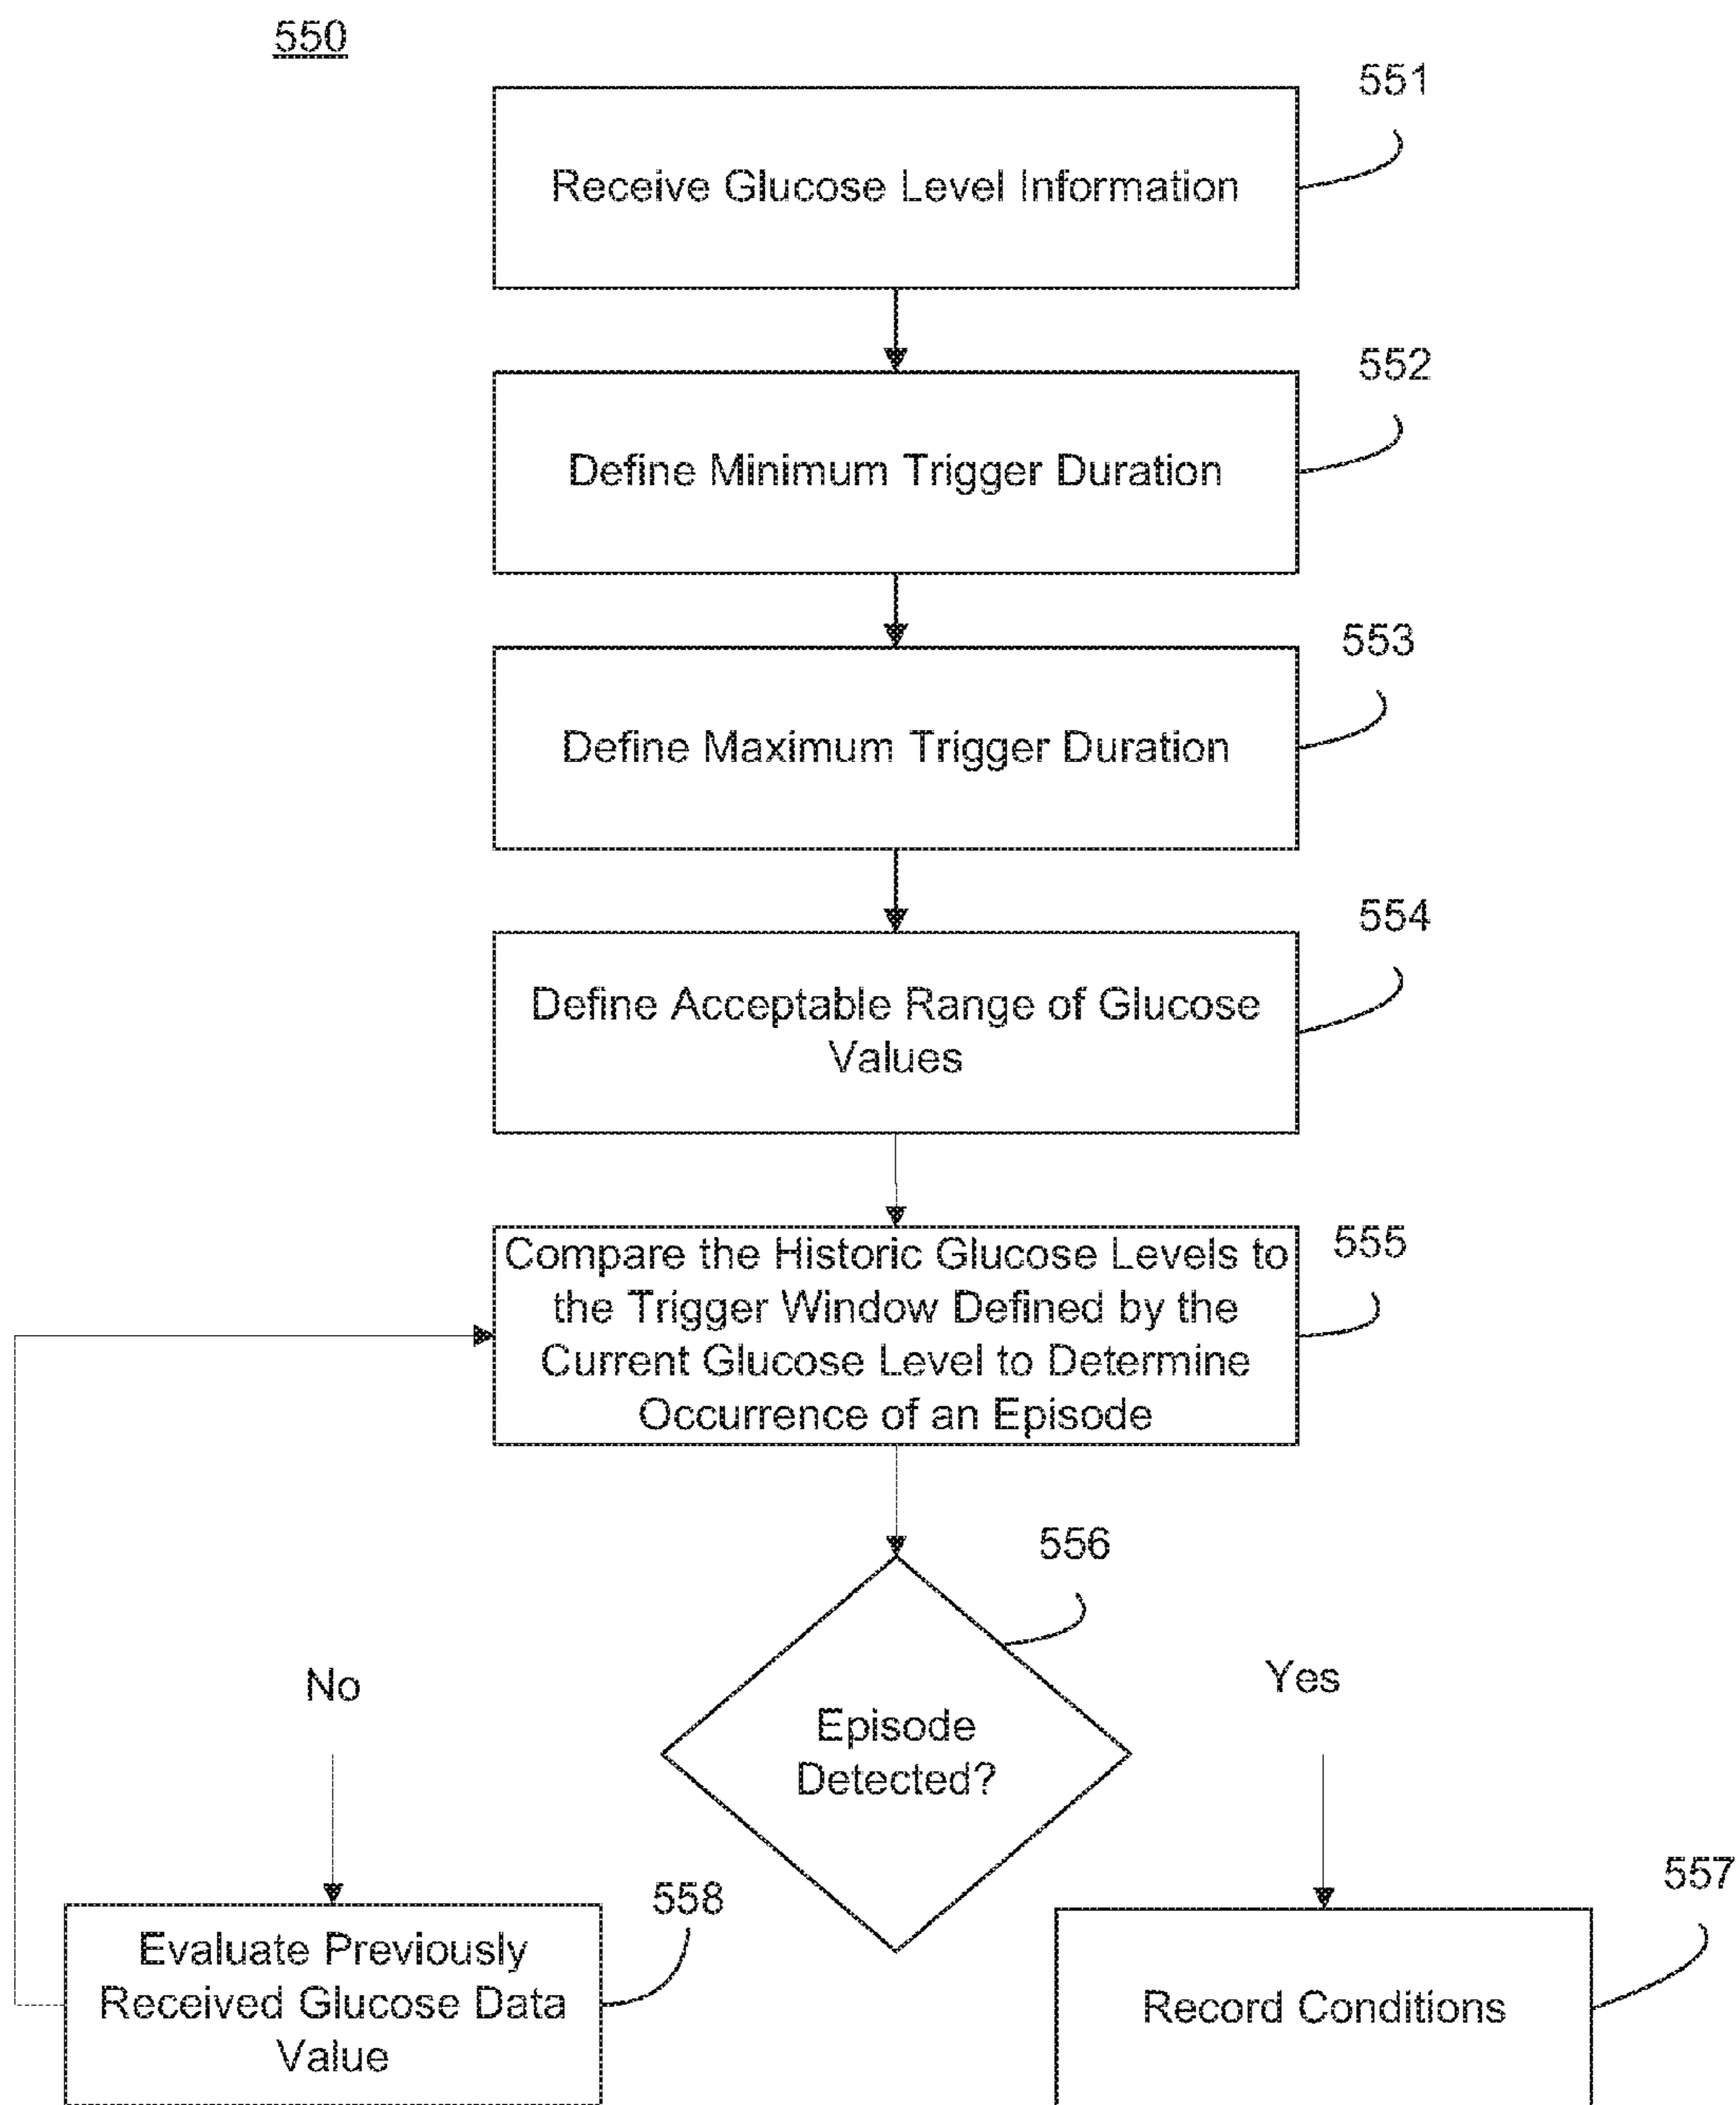 550
551
Receive Glucose Level Information
552
Define Minimum Trigger Duration
553
Define Maximum Trigger Duration
554
Define Acceptable Range of Glucose
Values
555
Compare the Historic Glucose Levels to
the Trigger Window Defined by the
Current Glucose Level to Determine
Occurrence of an Episode
556
No
Yes
Episode
Detected?
558
557
Evaluate Previously
Received Glucose Data
Value
Record Conditions